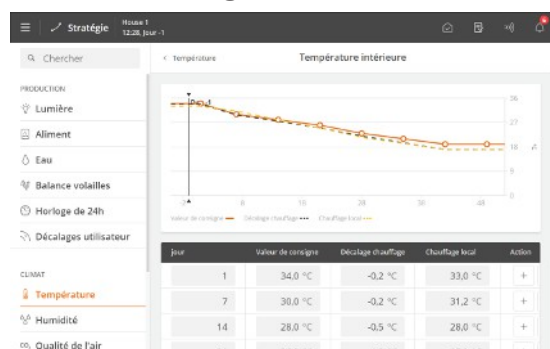 Stratégie
House 1
12:28, Jour -1
Chercher
PRODUCTION
Lumière
Aliment
Eau
Balance volailles
Horloge de 24h
Décalages utilisateur
CLIMAT
Température
Humidité
CO₂ Qualité de l'air
< Température
Température intérieure
36
27
18
9
0
10
20
30
Valeur de consigne
Décalage chauffage
Chauffage local
Jour Valeur de consigne Décalage chauffage Chauffage local Action
1 34,0 °C -0,2 °C 33,0 °C +
7 30,0 °C -0,2 °C 31,2 °C +
14 28,0 °C -0,5 °C 28,0 °C +